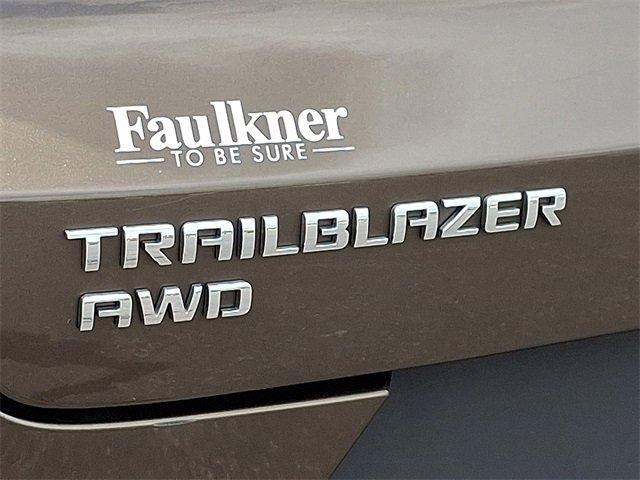 Faulkner
TO BE SURE
TRAILBLAZER
AWD